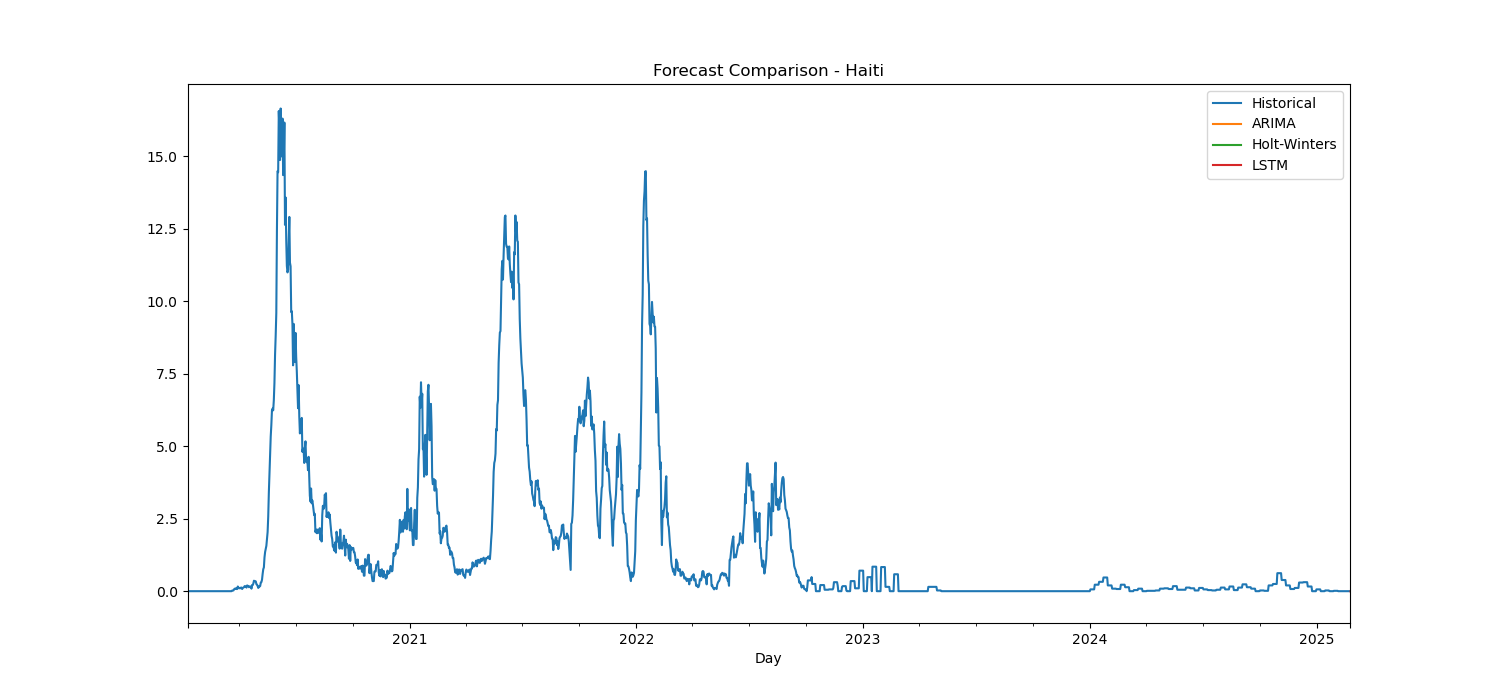 Forecast Comparison - Haiti
Historical
ARIMA
Holt-Winters
LSTM
15.0
12.5
10.0
7.5
5.0
2.5
0.0
2021 2022 2023 2024 2025
Day